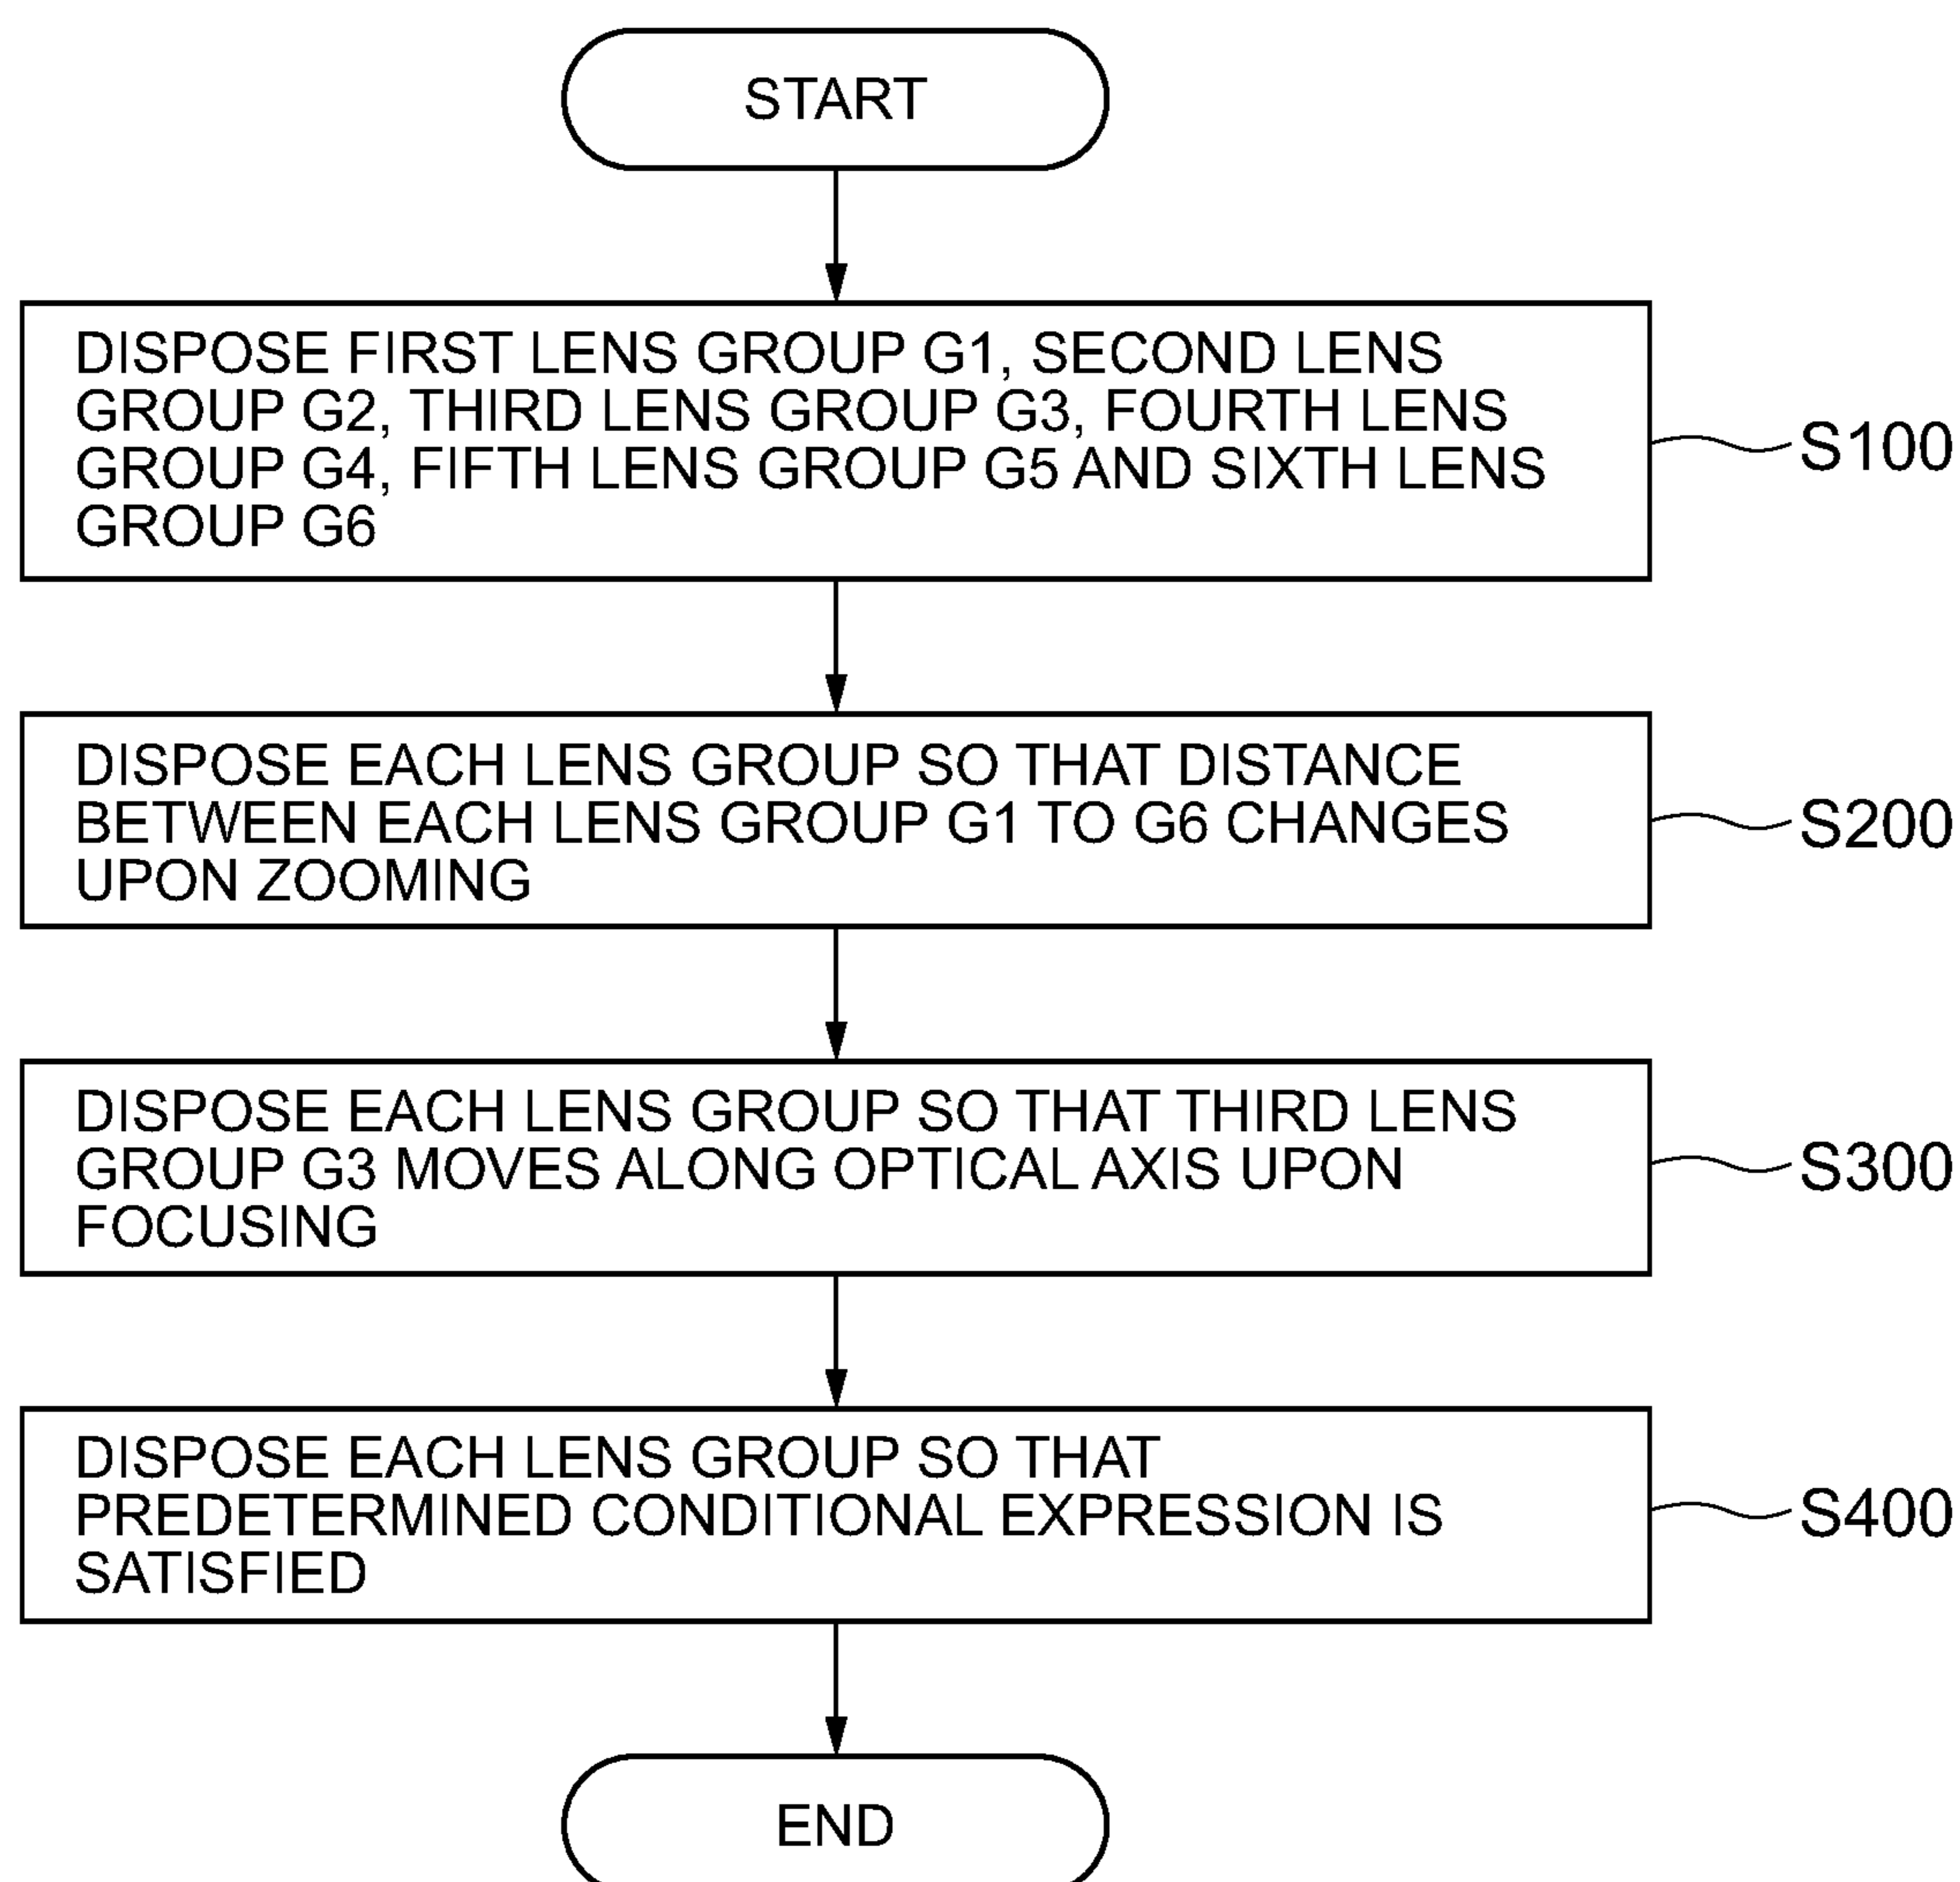 START
DISPOSE FIRST LENS GROUP G1, SECOND LENS
GROUP G2, THIRD LENS GROUP G3, FOURTH LENS
GROUP G4, FIFTH LENS GROUP G5 AND SIXTH LENS
GROUP G6
S100
DISPOSE EACH LENS GROUP SO THAT DISTANCE
BETWEEN EACH LENS GROUP G1 TO G6 CHANGES
UPON ZOOMING
S200
DISPOSE EACH LENS GROUP SO THAT THIRD LENS
GROUP G3 MOVES ALONG OPTICAL AXIS UPON
FOCUSING
S300
DISPOSE EACH LENS GROUP SO THAT
PREDETERMINED CONDITIONAL EXPRESSION IS
SATISFIED
S400
END